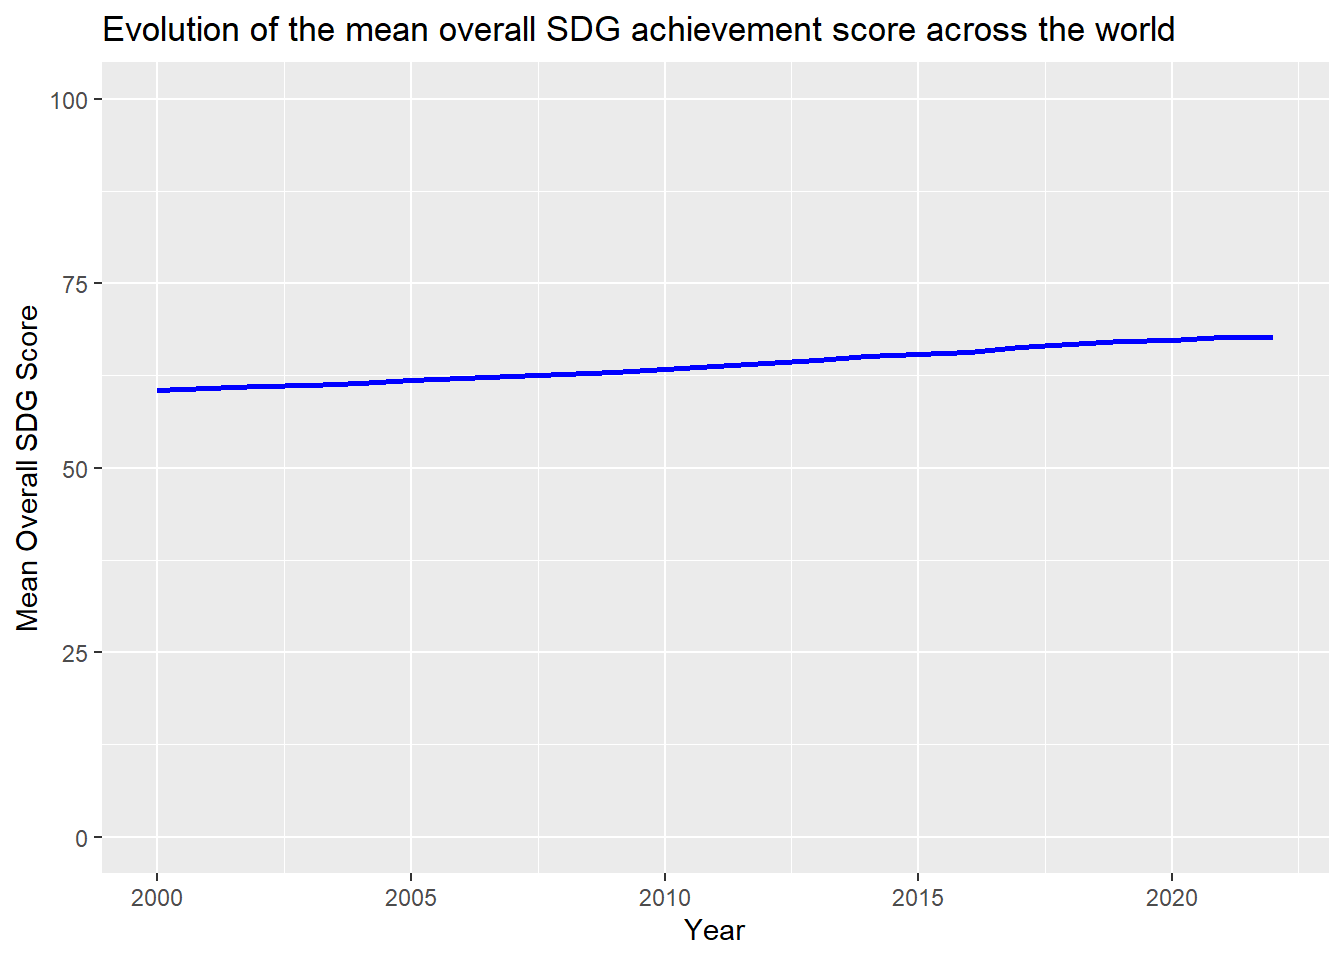 Evolution of the mean overall SDG achievement score across the world
100
75
50
25
0
Mean Overall SDG Score
2000 2005 2010 2015 2020
Year